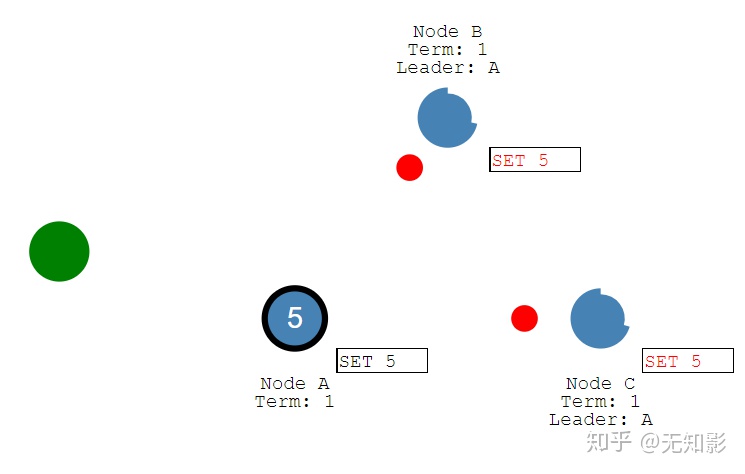 Node B
Term: 1
Leader: A
SET 5
5
SET 5
Node A
Term: 1
SET 5
Node C
Term: 1
Leader: A
知乎 @无知影